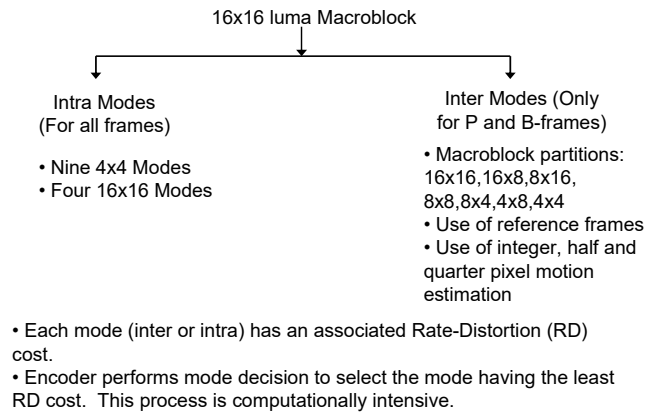 16x16 luma Macroblock
Intra Modes
(For all frames)
• Nine 4x4 Modes
• Four 16x16 Modes
Inter Modes (Only
for P and B-frames)
• Macroblock partitions:
16x16,16x8,8x16,
8x8,8x4,4x8,4x4
• Use of reference frames
• Use of integer, half and
quarter pixel motion
estimation
• Each mode (inter or intra) has an associated Rate-Distortion (RD)
cost.
• Encoder performs mode decision to select the mode having the least
RD cost.  This process is computationally intensive.